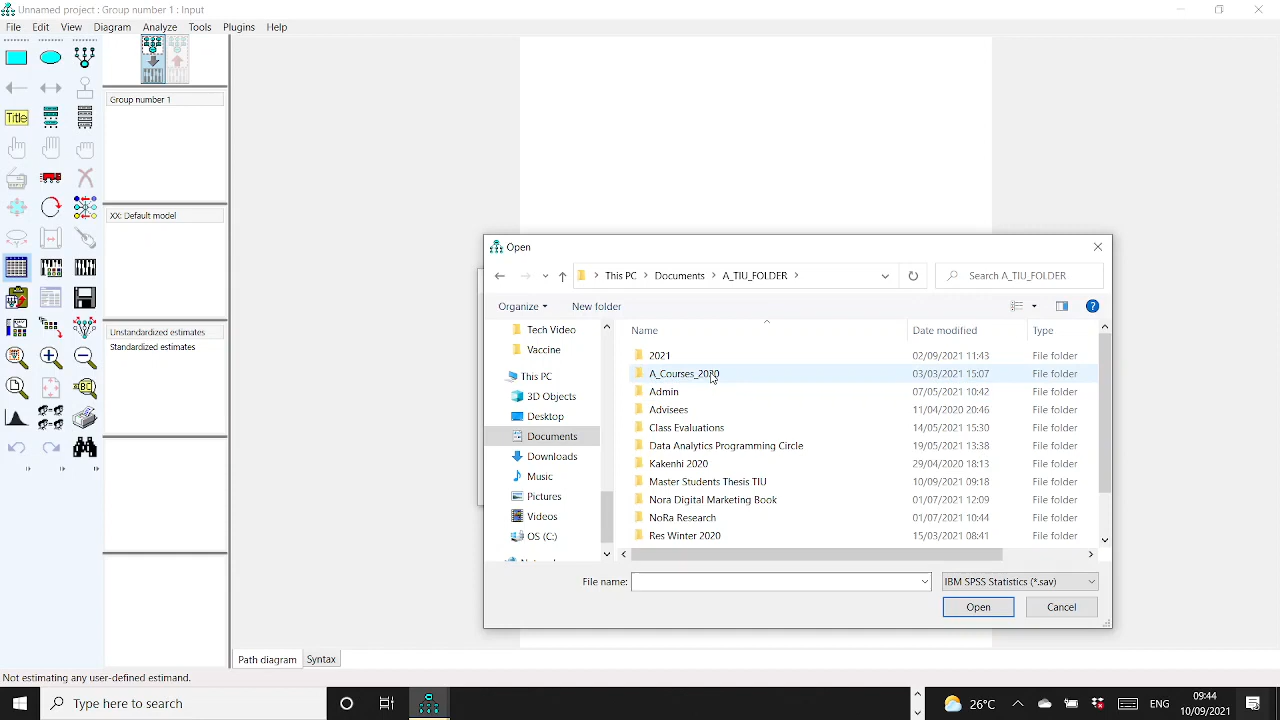 Unnamed project : Group number 1 : Input
File Edit View Diagram Analyze Tools Plugins Help
Title
Group number 1
XX: Default model
Unstandardized estimates
Standardized estimates
Open
This PC Documents A_TIU_FOLDER
Search A_TIU_FOLDER
Organize New folder
Tech Video
Vaccine
This PC
3D Objects
Desktop
Documents
Downloads
Music
Pictures
Videos
OS (C:)
Name Date modified Type
2021 02/09/2021 11:43 File folder
A_Courses_2020 03/03/2021 15:07 File folder
Admin 07/05/2021 10:42 File folder
Advisees 11/04/2020 20:46 File folder
Class Evaluations 14/05/2021 15:30 File folder
Data Analytics Programming Circle 19/05/2021 13:38 File folder
Kakenhi 2020 29/04/2020 18:13 File folder
Master Students Thesis TIU 10/09/2021 09:18 File folder
Nora Digital Marketing Book 01/07/2021 12:09 File folder
NoRa Research 01/07/2021 10:44 File folder
Res Winter 2020 15/03/2021 08:41 File folder
File name: IBM SPSS Statistics (*.sav)
Open Cancel
Path diagram Syntax
Not estimating any user-defined estimand.
Type here to search
26°C
ENG
09:44
10/09/2021